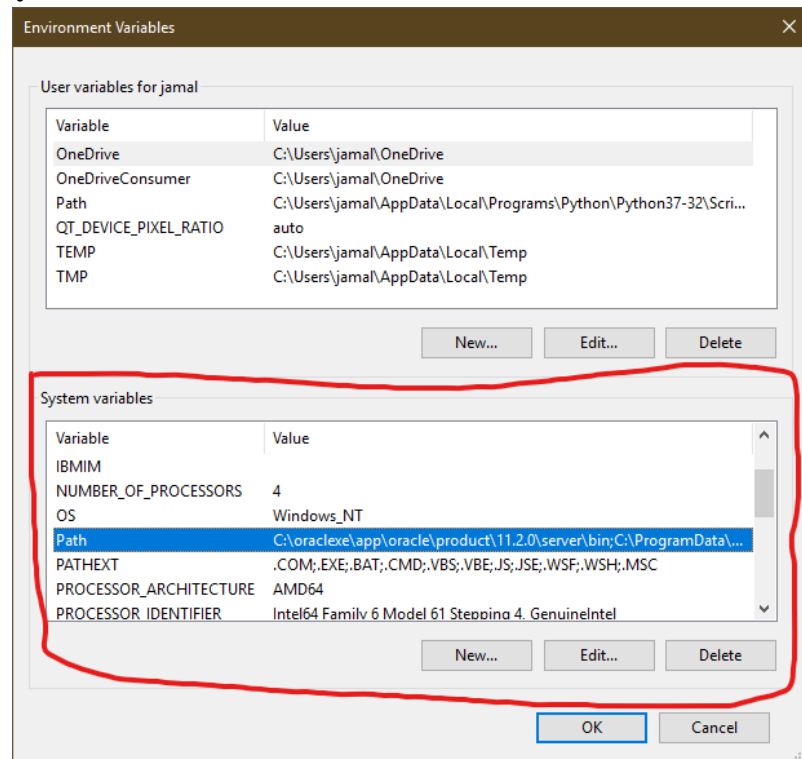 Environment Variables
User variables for jamal
Variable Value
OneDrive C:\Users\jamal\OneDrive
OneDriveConsumer C:\Users\jamal\OneDrive
Path C:\Users\jamal\AppData\Local\Programs\Python\Python37-32\Scri...
QT_DEVICE_PIXEL_RATIO auto
TEMP C:\Users\jamal\AppData\Local\Temp
TMP C:\Users\jamal\AppData\Local\Temp
New... Edit... Delete
System variables
Variable Value
IBMIM
NUMBER_OF_PROCESSORS 4
OS Windows_NT
Path C:\oraclexe\app\oracle\product\11.2.0\server\bin;C:\ProgramData\...
PATHEXT .COM;.EXE;.BAT;.CMD;.VBS;.VBE;.JS;.JSE;.WSF;.WSH;.MSC
PROCESSOR_ARCHITECTURE AMD64
PROCESSOR_IDENTIFIER Intel64 Family 6 Model 61 Stepping 4, GenuineIntel
New... Edit... Delete
OK Cancel